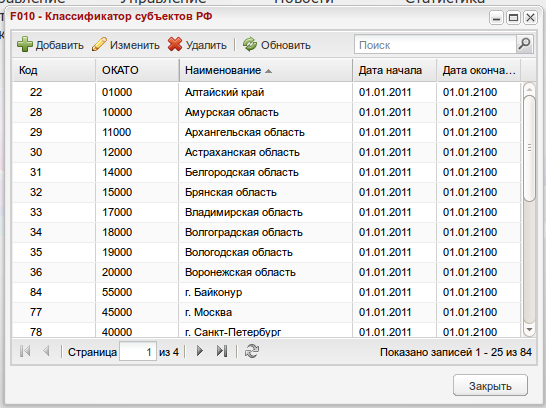 F010 - Классификатор субъектов РФ
Добавить Изменить Удалить Обновить Поиск
Код ОКАТО Наименование Дата начала Дата оконча...
22 01000 Алтайский край 01.01.2011 01.01.2100
28 10000 Амурская область 01.01.2011 01.01.2100
29 11000 Архангельская область 01.01.2011 01.01.2100
30 12000 Астраханская область 01.01.2011 01.01.2100
31 14000 Белгородская область 01.01.2011 01.01.2100
32 15000 Брянская область 01.01.2011 01.01.2100
33 17000 Владимирская область 01.01.2011 01.01.2100
34 18000 Волгоградская область 01.01.2011 01.01.2100
35 19000 Вологодская область 01.01.2011 01.01.2100
36 20000 Воронежская область 01.01.2011 01.01.2100
84 55000 г. Байконур 01.01.2011 01.01.2100
77 45000 г. Москва 01.01.2011 01.01.2100
78 40000 г. Санкт-Петербург 01.01.2011 01.01.2100
Страница 1 из 4 Показано записей 1 - 25 из 84
Закрыть